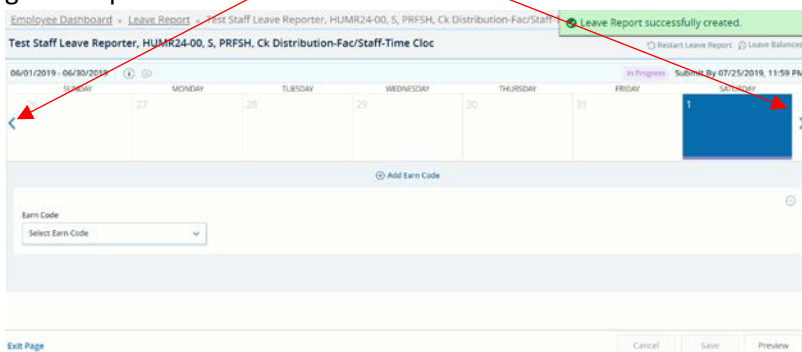 Employee Dashboard • Leave Report • Test Staff Leave Reporter, HUMR24-00, S, PRFSH, Ck Distribution-Fac/Staff-
Leave Report successfully created.
Test Staff Leave Reporter, HUMR24-00, S, PRFSH, Ck Distribution-Fac/Staff-Time Cloc
Restart Leave Report Leave Balances
06/01/2019 - 06/30/2019 In Progress Submit By 07/25/2019, 11:59 PM
SUNDAY MONDAY TUESDAY WEDNESDAY THURSDAY FRIDAY SATURDAY
26 27 28 29 30 31 1
Add Earn Code
Earn Code
Select Earn Code
Exit Page Cancel Save Preview